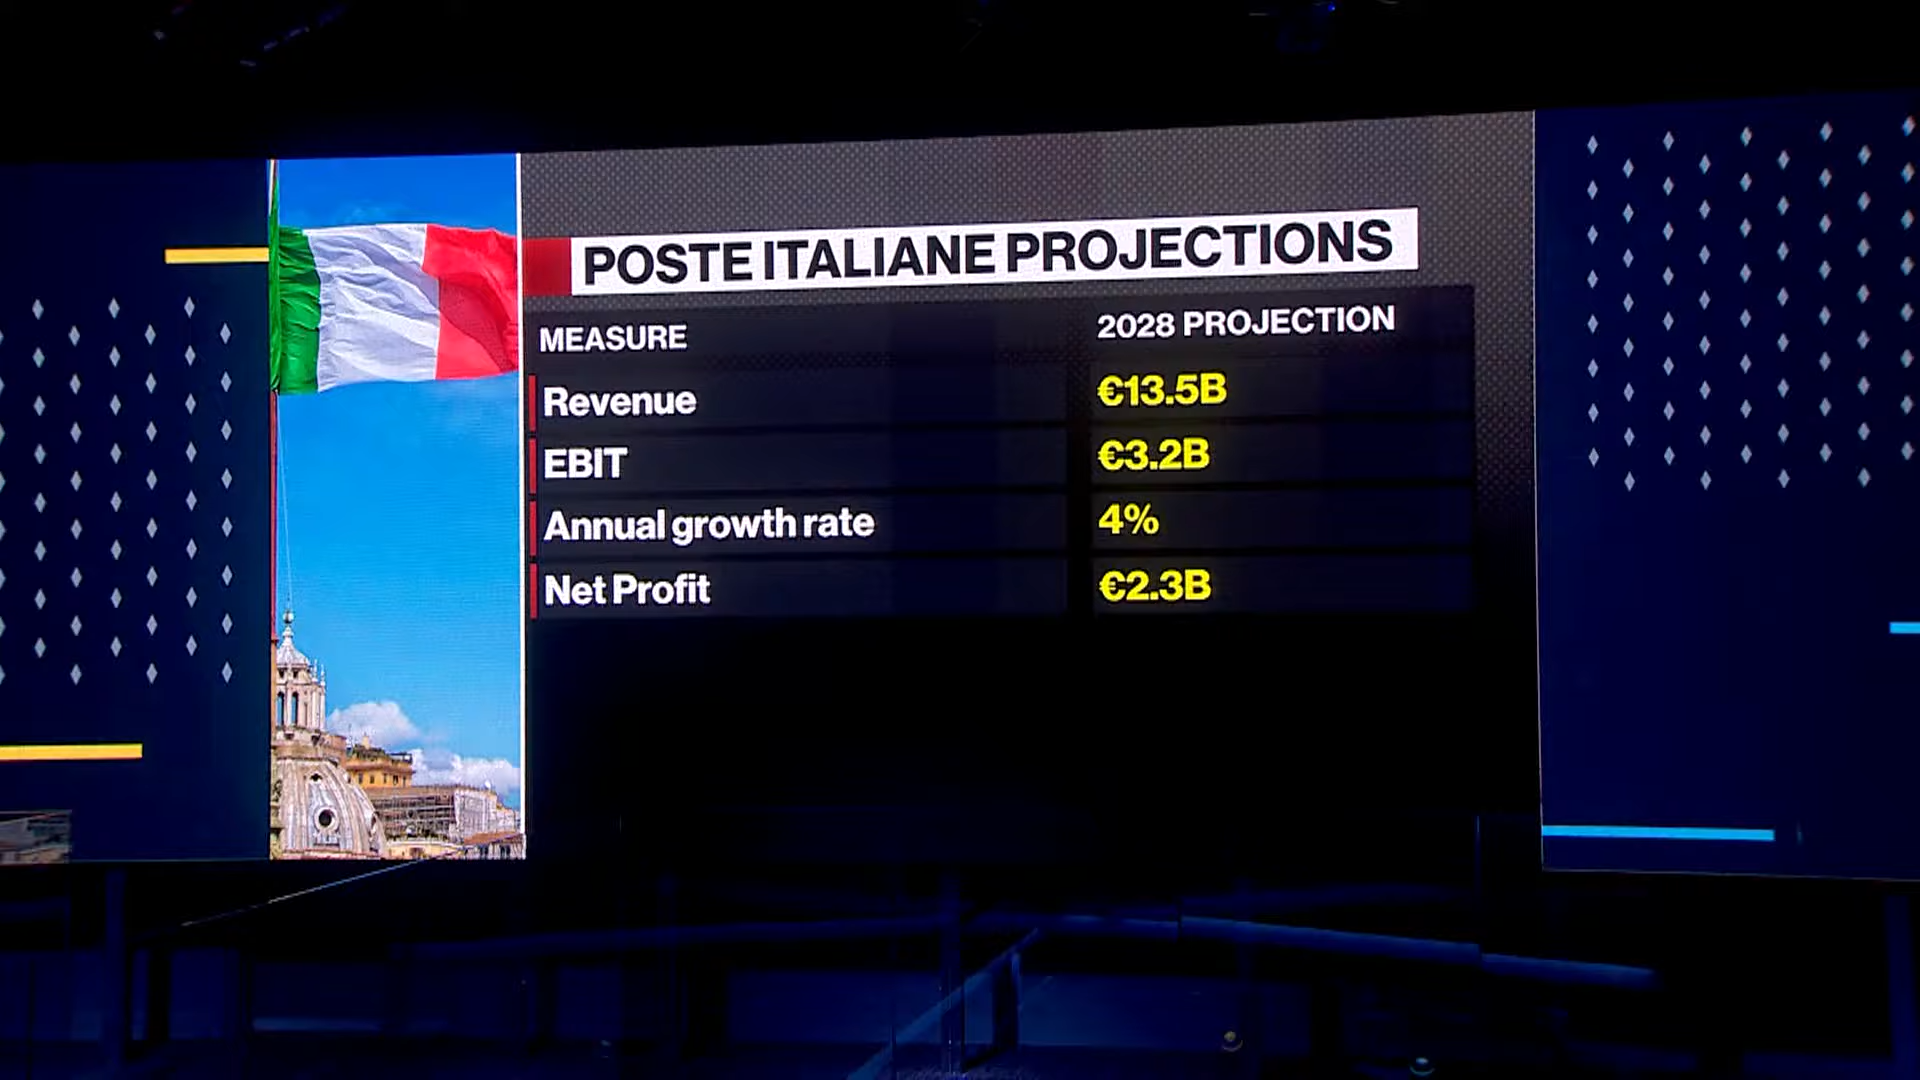 POSTE ITALIANE PROJECTIONS
MEASURE 2028 PROJECTION
Revenue €13.5B
EBIT €3.2B
Annual growth rate 4%
Net Profit €2.3B